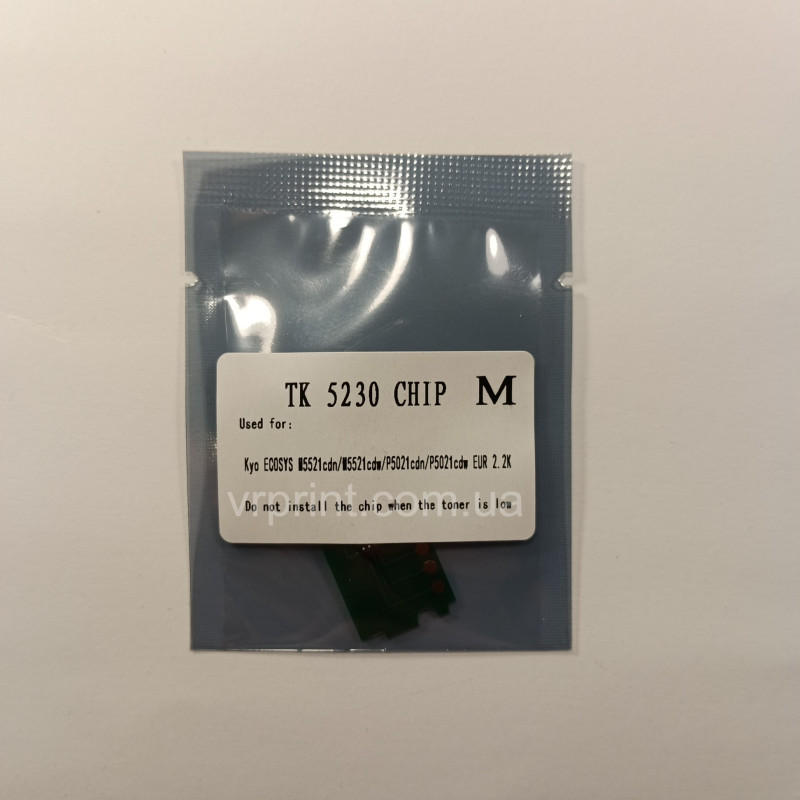 TK 5230 CHIP M
Used for:
Kyo ECOSYS M5521cdn/M5521cdw/P5021cdn/P5021cdw EUR 2.2K
vrprint.com.ua
Do not install the chip when the toner is low